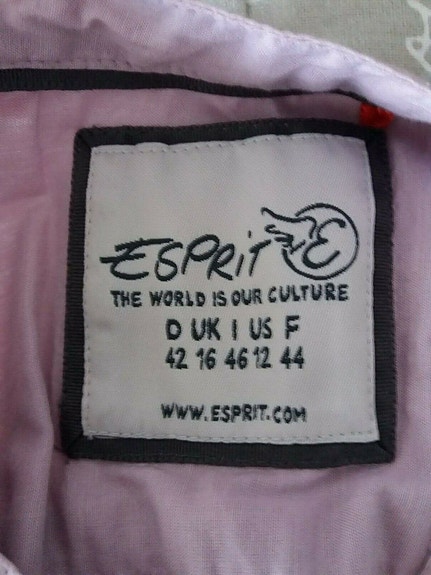 ESPRIT E
THE WORLD IS OUR CULTURE
D UK I US F
42 16 46 12 44
WWW.ESPRIT.COM